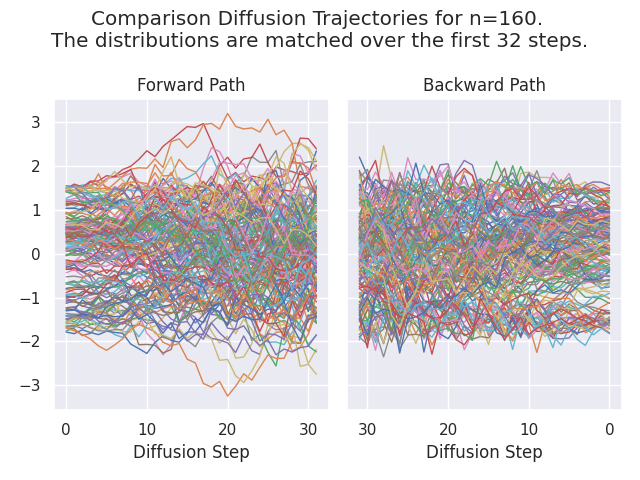 Comparison Diffusion Trajectories for n=160.
The distributions are matched over the first 32 steps.
Forward Path
Backward Path
3
2
1
0
−1
−2
−3
0 10 20 30
30 20 10 0
Diffusion Step
Diffusion Step